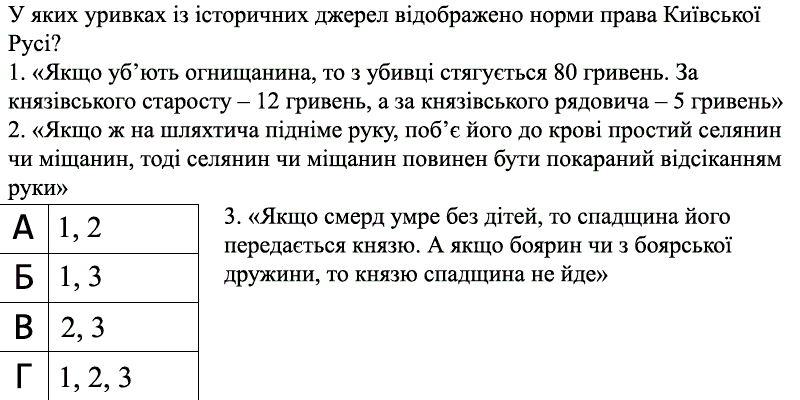 У яких уривках із історичних джерел відображено норми права Київської
Русі?
1. «Якщо уб’ють огнищанина, то з убивці стягується 80 гривень. За
князівського старосту – 12 гривень, а за князівського рядовича – 5 гривень»
2. «Якщо ж на шляхтича підніме руку, поб’є його до крові простий селянин
чи міщанин, тоді селянин чи міщанин повинен бути покараний відсіканням
руки»
3. «Якщо смерд умре без дітей, то спадщина його
передається князю. А якщо боярин чи з боярської
дружини, то князю спадщина не йде»
А 1, 2
Б 1, 3
В 2, 3
Г 1, 2, 3